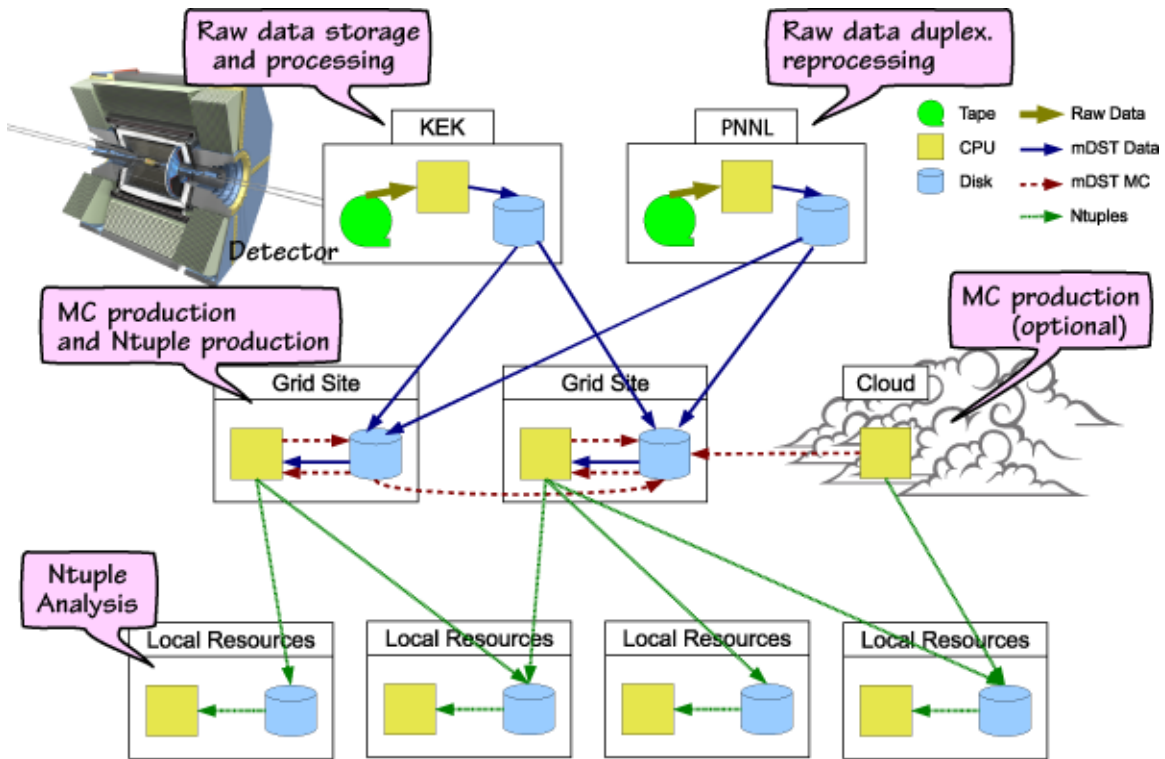 Raw data storage
and processing
Raw data duplex.
reprocessing
KEK
PNNL
Tape
Raw Data
CPU
mDST Data
Disk
mDST MC
Ntuples
Detector
MC production
and Ntuple production
MC production
(optional)
Grid Site
Grid Site
Cloud
Ntuple
Analysis
Local Resources
Local Resources
Local Resources
Local Resources